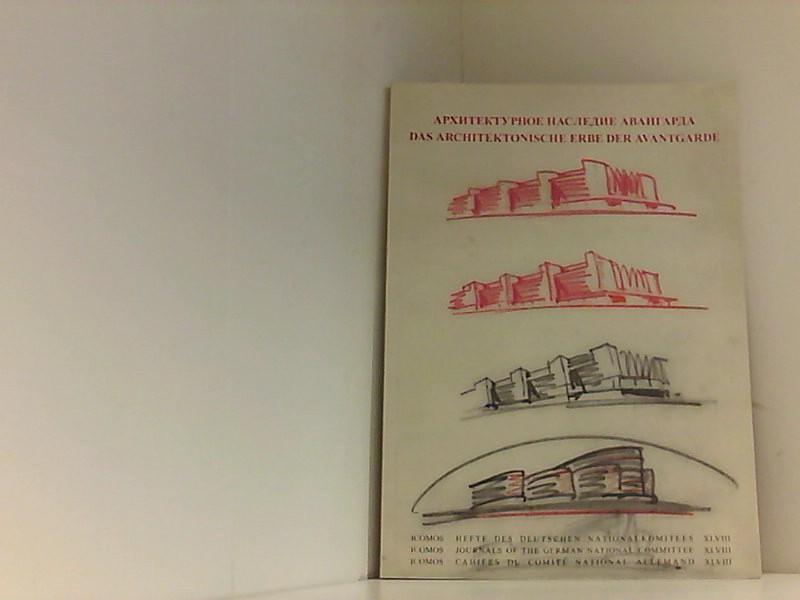 АРХИТЕКТУРНОЕ НАСЛЕДИЕ АВАНГАРДА
DAS ARCHITEKTONISCHE ERBE DER AVANTGARDE
ICOMOS HEFTE DES DEUTSCHEN NATIONALKOMITEES XLVIII
ICOMOS JOURNALS OF THE GERMAN NATIONAL COMMITTEE XLVIII
ICOMOS CAHIERS DU COMITÉ NATIONAL ALLEMAND XLVIII